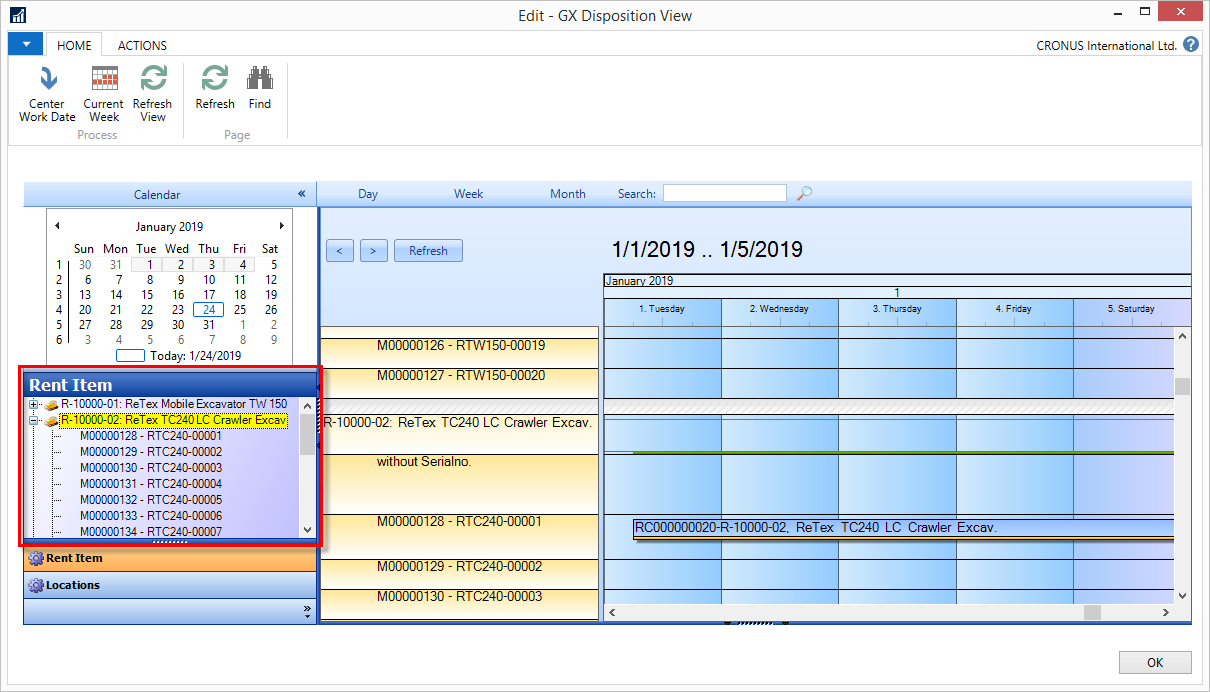 Edit - GX Disposition View
HOME ACTIONS CRONUS International Ltd. ?
Center Work Date
Current Week
Refresh View
Refresh
Find
Process
Page
Calendar «
January 2019
Sun Mon Tue Wed Thu Fri Sat
1 30 31 1 2 3 4 5
2 6 7 8 9 10 11 12
3 13 14 15 16 17 18 19
4 20 21 22 23 24 25 26
5 27 28 29 30 31 1 2
6 3 4 5 6 7 8 9
Today: 1/24/2019
Rent Item
R-10000-01: ReTex Mobile Excavator TW 150
R-10000-02: ReTex TC240 LC Crawler Excav
M00000128 - RTC240-00001
M00000129 - RTC240-00002
M00000130 - RTC240-00003
M00000131 - RTC240-00004
M00000132 - RTC240-00005
M00000133 - RTC240-00006
M00000134 - RTC240-00007
Rent Item
Locations
»
Day Week Month Search:
< > Refresh
1/1/2019 .. 1/5/2019
January 2019
1
1. Tuesday 2. Wednesday 3. Thursday 4. Friday 5. Saturday
M00000126 - RTW150-00019
M00000127 - RTW150-00020
R-10000-02: ReTex TC240 LC Crawler Excav.
without Serialno.
M00000128 - RTC240-00001
RC000000020-R-10000-02, ReTex TC240 LC Crawler Excav.
M00000129 - RTC240-00002
M00000130 - RTC240-00003
OK